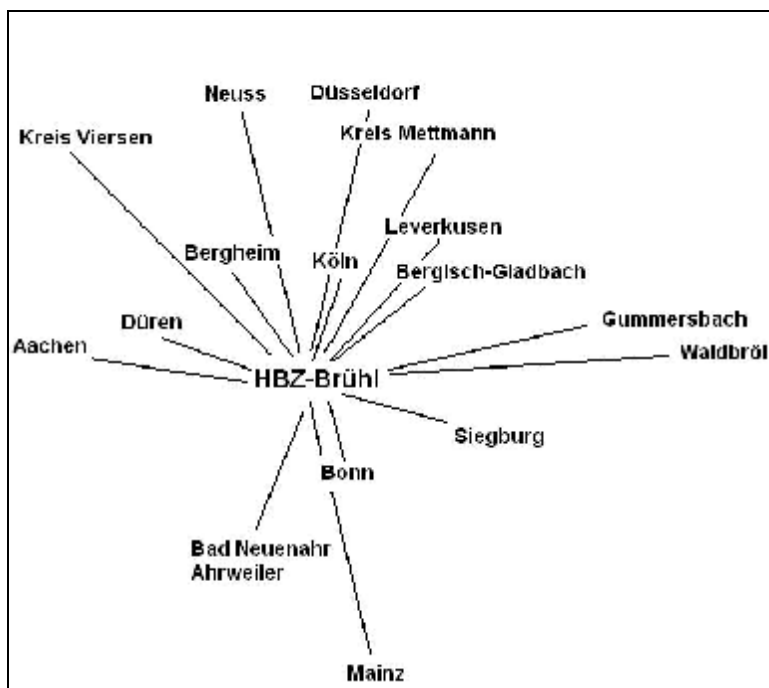 Neuss
Düsseldorf
Kreis Viersen
Kreis Mettmann
Leverkusen
Bergheim
Köln
Bergisch-Gladbach
Düren
Gummersbach
Aachen
Waldbröl
HBZ-Brühl
Siegburg
Bonn
Bad Neuenahr
Ahrweiler
Mainz